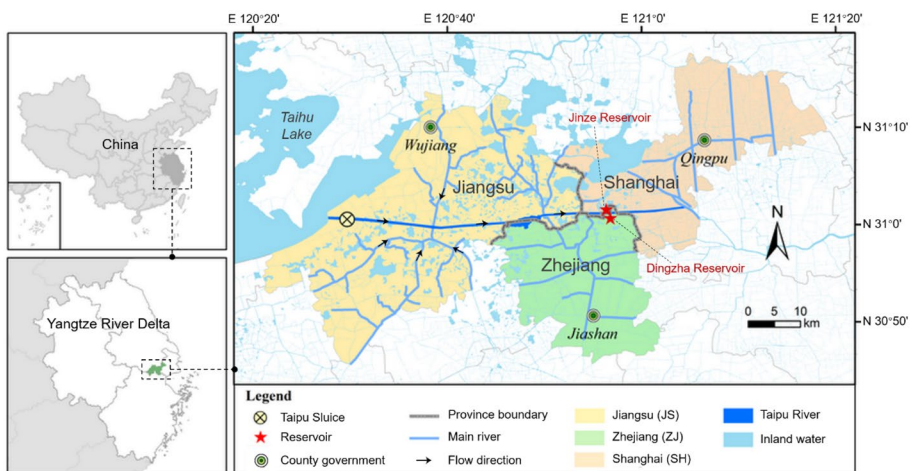 E 120°20'
E 120°40'
E 121°0'
E 121°20'
China
Yangtze River Delta
Taihu
Lake
Wujiang
Jiangsu
Jinze Reservoir
Shanghai
Qingpu
Zhejiang
Dingzha Reservoir
Jiashan
N 31°10'
N 31°0'
N 30°50'
N
0 5 10
km
Legend
Taipu Sluice
Province boundary
Jiangsu (JS)
Taipu River
Reservoir
Main river
Zhejiang (ZJ)
Inland water
County government
Flow direction
Shanghai (SH)